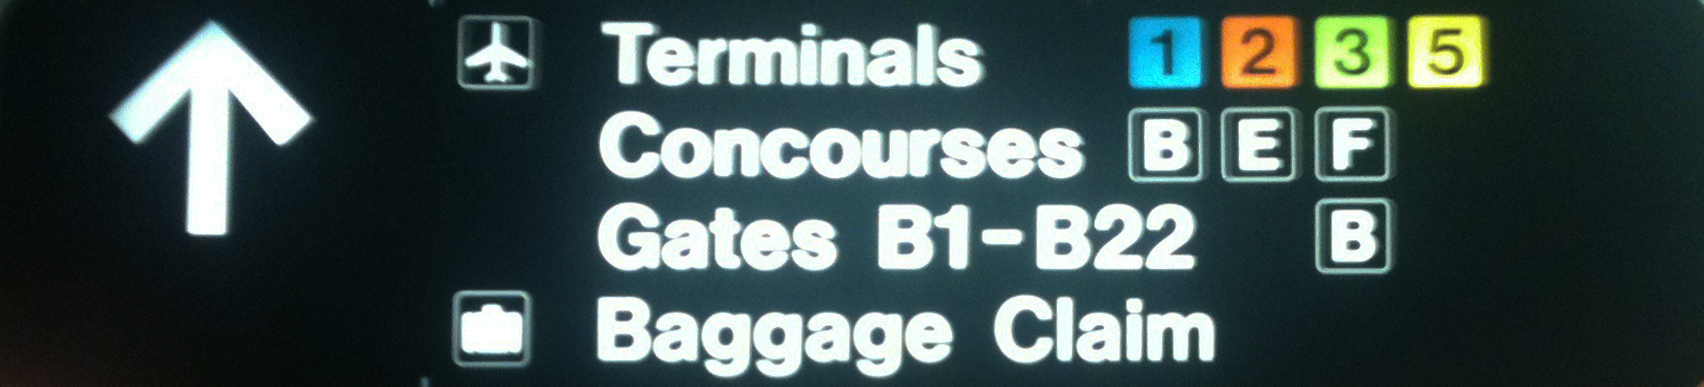 Terminals 1 2 3 5
Concourses B E F
Gates B1-B22 B
Baggage Claim